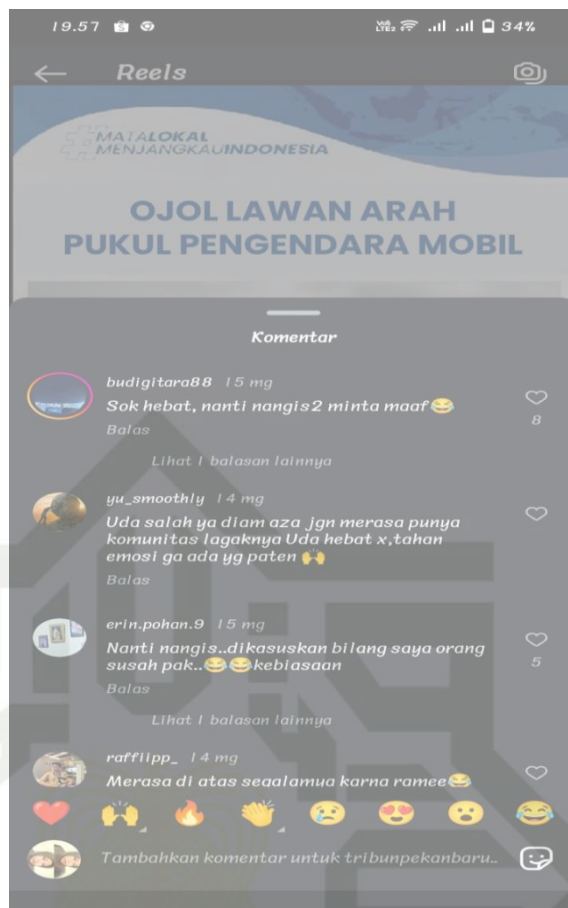 19.57
Vo))
LTE2
34%
Reels
#MATALOKAL
MENJANGKAUINDONESIA
OJOL LAWAN ARAH
PUKUL PENGENDARA MOBIL
Komentar
budigitara88 15 mg
Sok hebat, nanti nangis2 minta maaf😂
8
Balas
Lihat 1 balasan lainnya
yu_smoothly 14 mg
Uda salah ya diam aza jgn merasa punya
komunitas lagaknya Uda hebat x,tahan
emosi ga ada yg paten 🙌
Balas
erin.pohan.9 15 mg
Nanti nangis..dikasuskan bilang saya orang
susah pak..😂😂kebiasaan
5
Balas
Lihat 1 balasan lainnya
raffiipp_ 14 mg
Merasa di atas segalamya karna ramee😂
Tambahkan komentar untuk tribunpekanbaru..